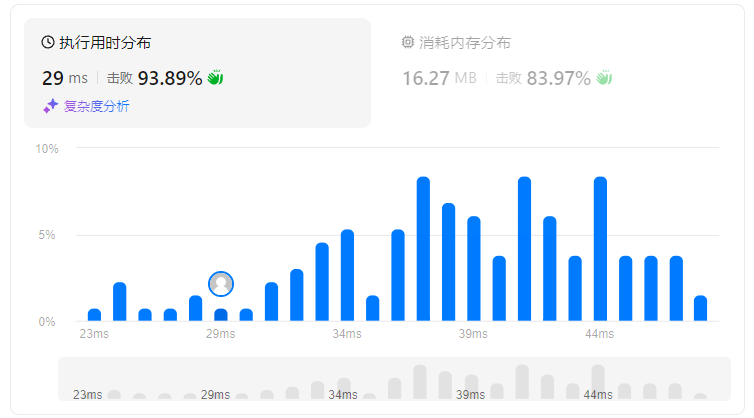 执行用时分布
29 ms 击败 93.89%
复杂度分析
消耗内存分布
16.27 MB 击败 83.97%
10%
5%
0%
23ms 29ms 34ms 39ms 44ms
23ms 29ms 34ms 39ms 44ms